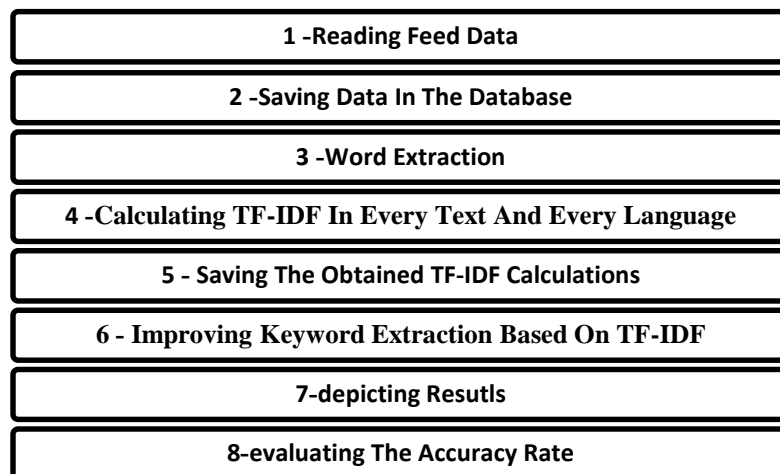 1 -Reading Feed Data
2 -Saving Data In The Database
3 -Word Extraction
4 -Calculating TF-IDF In Every Text And Every Language
5 - Saving The Obtained TF-IDF Calculations
6 - Improving Keyword Extraction Based On TF-IDF
7-depicting Resutls
8-evaluating The Accuracy Rate